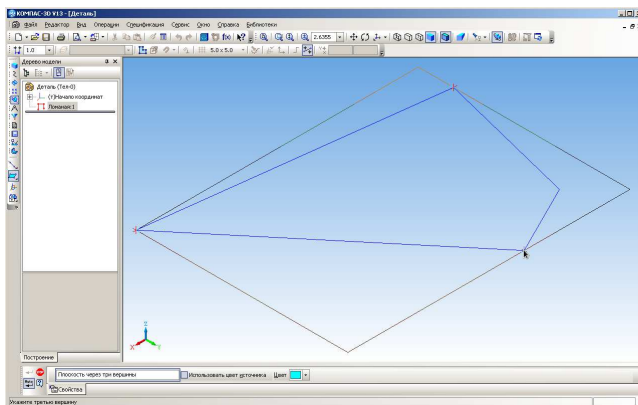 КОМПАС-3D V13 - [Деталь]
Файл Редактор Вид Операции Спецификация Сервис Окно Справка Библиотеки
2.6355
1.0
5.0 x 5.0
Дерево модели
Деталь (Тел-0)
(т)Начало координат
Ломаная:1
Построение
Z
X
Y
Плоскость через три вершины
Использовать цвет источника
Цвет
Свойства
Укажите третью вершину